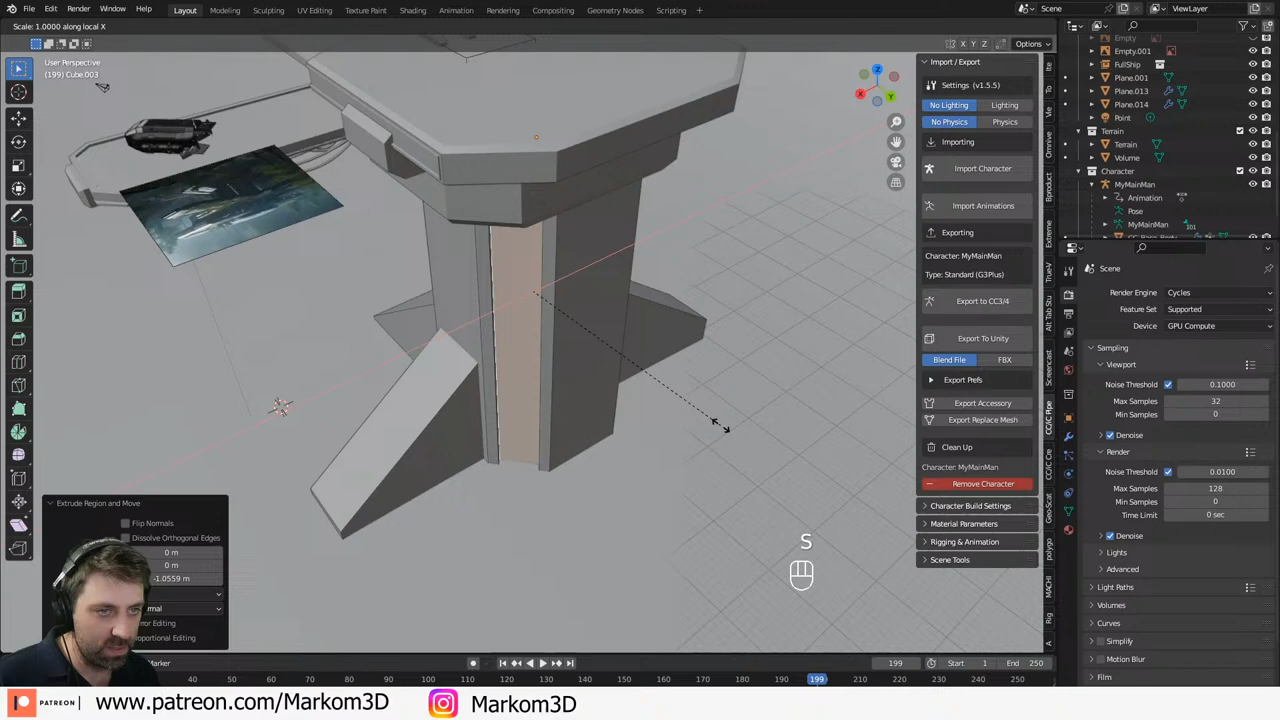 File Edit Render Window Help Layout Modeling Sculpting UV Editing Texture Paint Shading Animation Rendering Compositing Geometry Nodes Scripting Scene ViewLayer
Scale: 1.0000 along local X
X Y Z Options
User Perspective
(199) Cube.003
Import / Export
Settings (v1.5.5)
No Lighting Lighting
No Physics Physics
Importing
Import Character
Import Animations
Exporting
Character: MyMainMan
Type: Standard (G3Plus)
Export to CC3/4
Export To Unity
Blend File FBX
Export Prefs
Export Accessory
Export Replace Mesh
Clean Up
Character: MyMainMan
Remove Character
Character Build Settings
Material Parameters
Rigging & Animation
Scene Tools
Empty
Empty.001
FullShip
Plane.001
Plane.013
Plane.014
Point
Terrain
Terrain
Volume
Character
MyMainMan
Animation
Pose
MyMainMan
Scene
Render Engine Cycles
Feature Set Supported
Device GPU Compute
Sampling
Viewport
Noise Threshold 0.1000
Max Samples 32
Min Samples 0
Denoise
Render
Noise Threshold 0.0100
Max Samples 128
Min Samples 0
Time Limit 0 sec
Denoise
Lights
Advanced
Light Paths
Volumes
Curves
Simplify
Motion Blur
Film
Extrude Region and Move
Flip Normals
Dissolve Orthogonal Edges
0 m
0 m
-1.0559 m
S
Marker 199 Start 1 End 250
40 50 60 70 80 90 100 110 120 130 140 150 160 170 180 190 199 210 220 230 240 250
PATREON www.patreon.com/Markom3D Markom3D